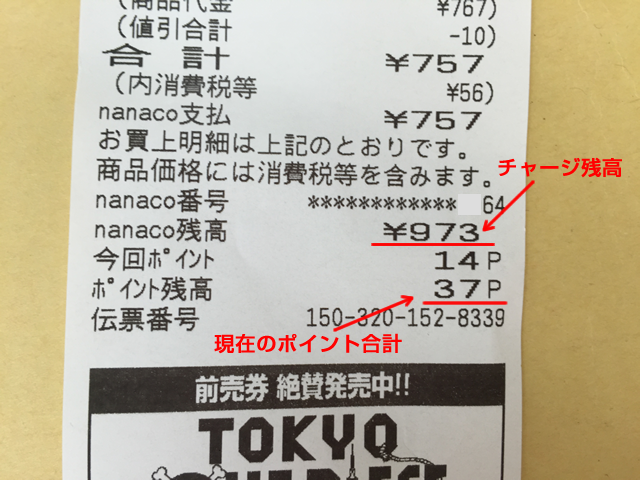 (商品代金 ¥767)
(値引合計 -10)
合 計 ¥757
(内消費税等 ¥56)
nanaco支払 ¥757
お買上明細は上記のとおりです。
商品価格には消費税等を含みます。
チャージ残高
nanaco番号 ************ 64
nanaco残高 ¥973
今回ﾎﾟｲﾝﾄ 14P
ﾎﾟｲﾝﾄ残高 37P
伝票番号 150-320-152-8339
現在のポイント合計
前売券 絶賛発売中!!
TOKYO